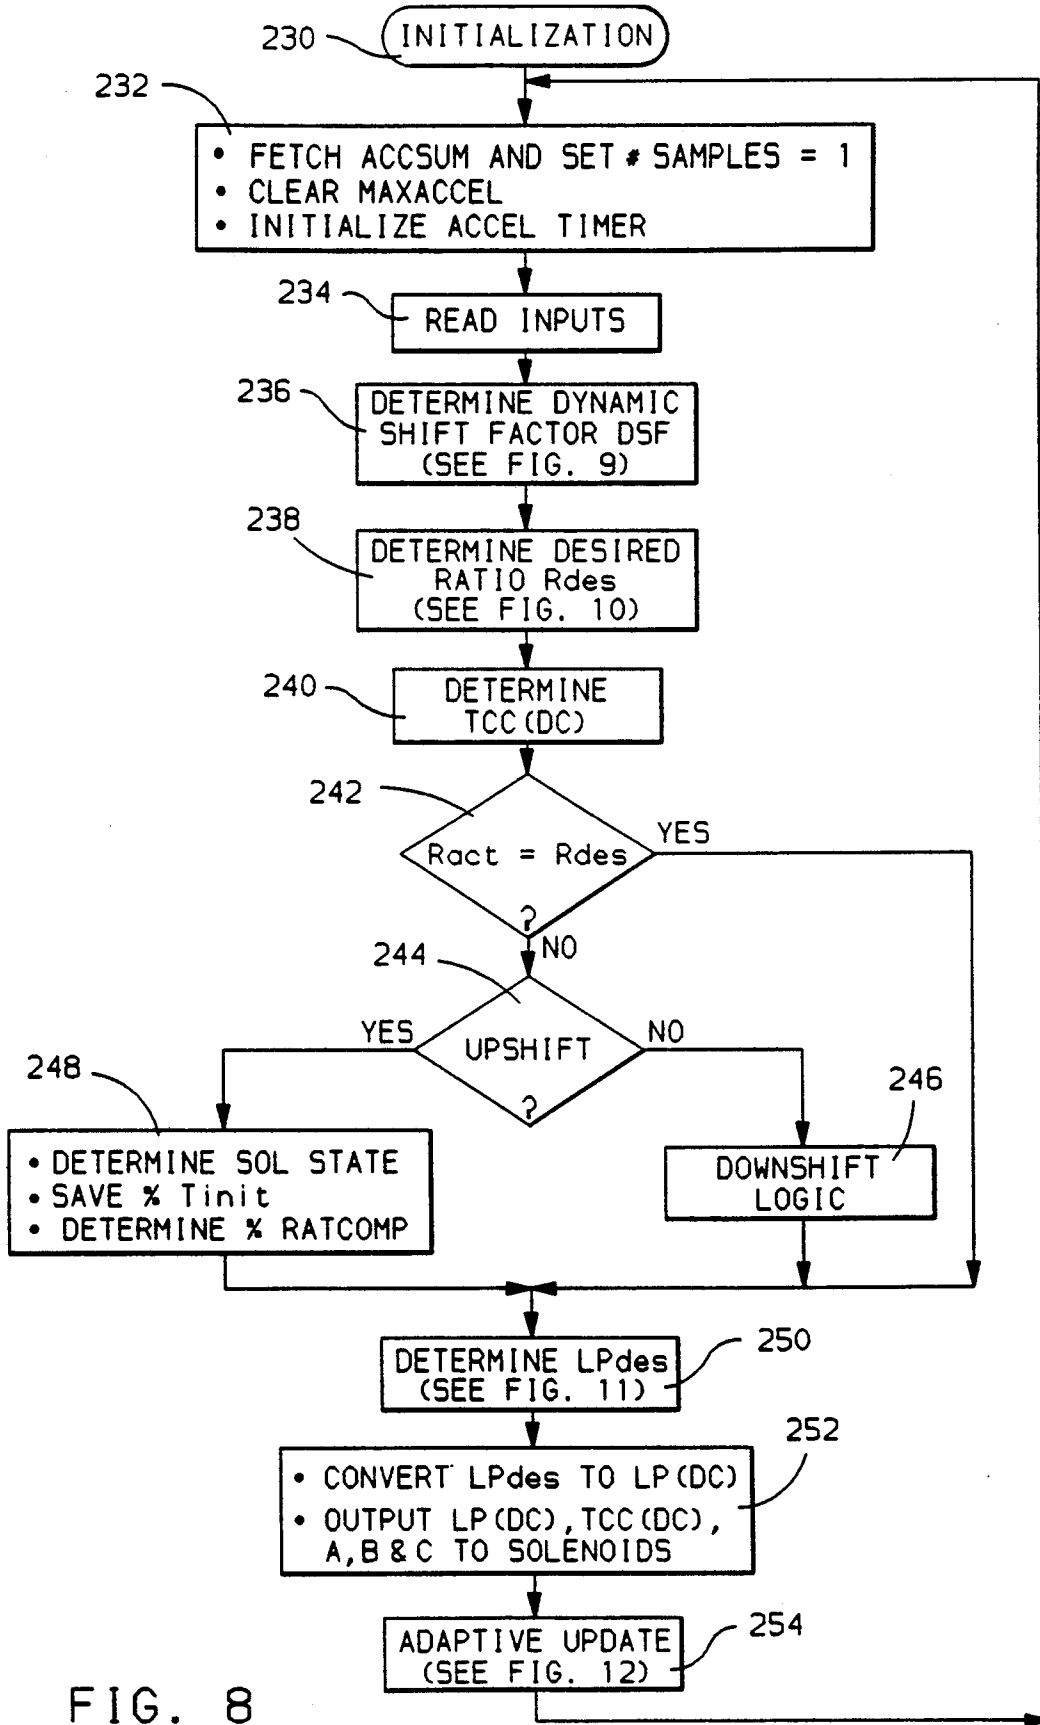 230
INITIALIZATION
232
• FETCH ACCSUM AND SET # SAMPLES = 1
• CLEAR MAXACCEL
• INITIALIZE ACCEL TIMER
234
READ INPUTS
236
DETERMINE DYNAMIC
SHIFT FACTOR DSF
(SEE FIG. 9)
238
DETERMINE DESIRED
RATIO Rdes
(SEE FIG. 10)
240
DETERMINE
TCC(DC)
242
Ract = Rdes
?
YES
NO
244
UPSHIFT
?
YES
NO
248
• DETERMINE SOL STATE
• SAVE % Tinit
• DETERMINE % RATCOMP
246
DOWNSHIFT
LOGIC
250
DETERMINE LPdes
(SEE FIG. 11)
252
• CONVERT LPdes TO LP(DC)
• OUTPUT LP(DC), TCC(DC),
A,B & C TO SOLENOIDS
254
ADAPTIVE UPDATE
(SEE FIG. 12)
FIG. 8